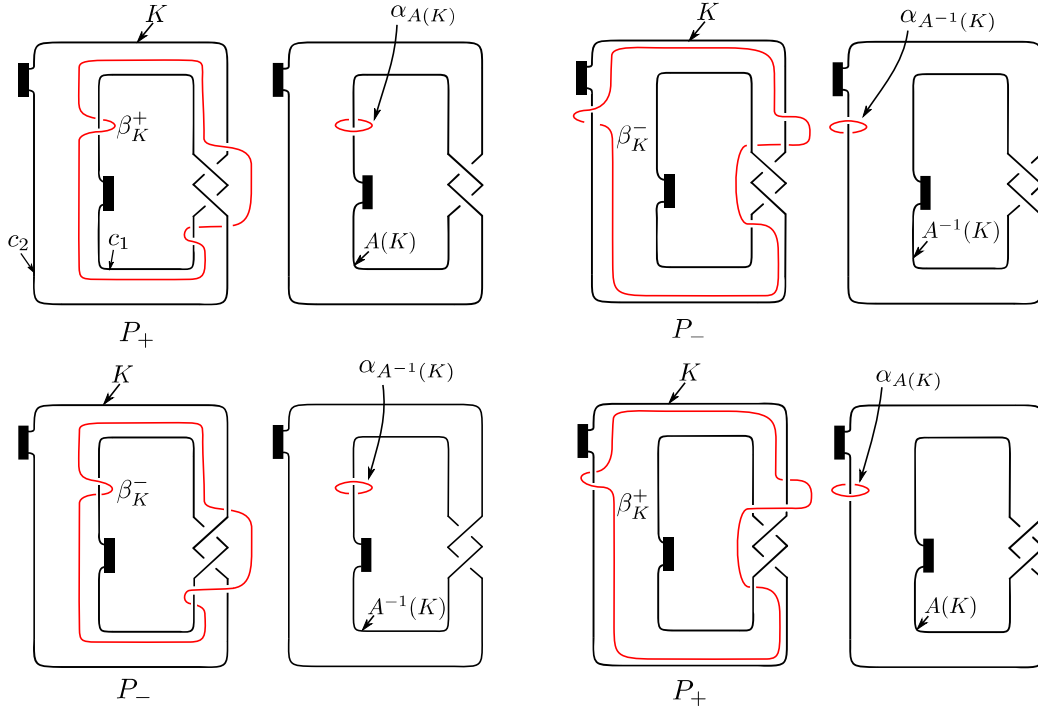 K
α_{A(K)}
K
α_{A^{-1}(K)}
β_K^+
β_K^-
c_2
c_1
A(K)
A^{-1}(K)
P_+
P_-
K
α_{A^{-1}(K)}
K
α_{A(K)}
β_K^-
β_K^+
A^{-1}(K)
A(K)
P_-
P_+